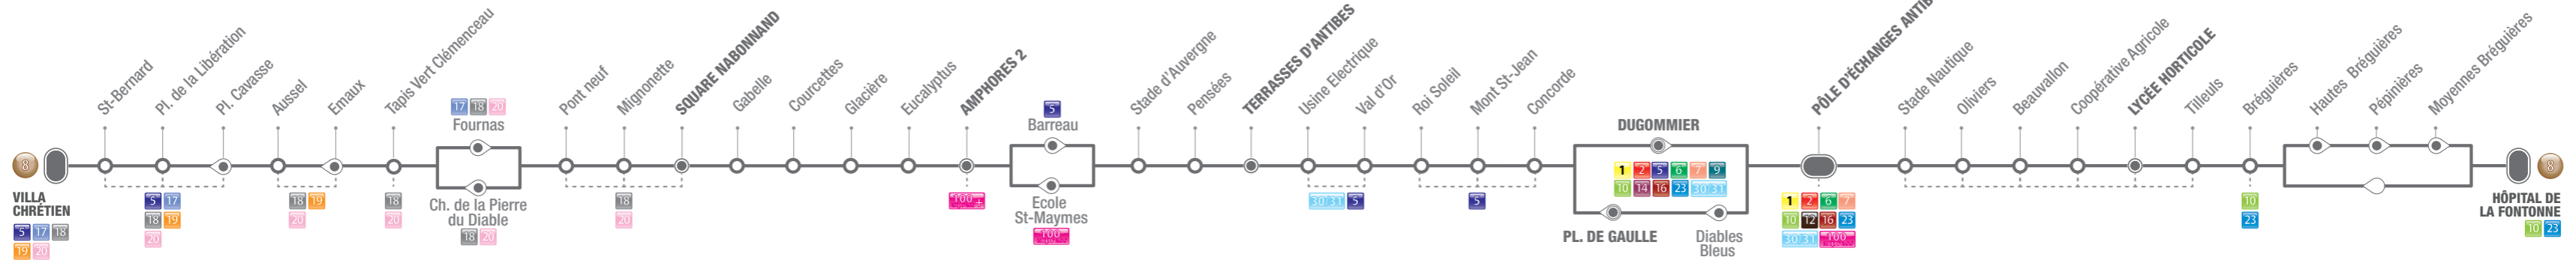 8
VILLA
CHRÉTIEN
5 17 18
19 20
St-Bernard
Pl. de la Libération
Pl. Cavasse
5 17
18 19
20
Aussel
Emaux
18 19
20
Tapis Vert Clémenceau
18
20
17 18 20
Fournas
Ch. de la Pierre
du Diable
18 20
Pont neuf
Mignonette
SQUARE NABONNAND
18
20
Gabelle
Courcettes
Glacière
Eucalyptus
AMPHORES 2
100
5
Barreau
Ecole
St-Maymes
100
Stade d'Auvergne
Pensées
TERRASSES D'ANTIBES
Usine Electrique
Val d'Or
30/31 5
Roi Soleil
Mont St-Jean
Concorde
5
DUGOMMIER
1 2 5 6 7 9
10 14 16 23 30/31
PL. DE GAULLE
Diables
Bleus
PÔLE D'ÉCHANGES
1 2 6 7
10 12 16 23
30/31 100
Stade Nautique
Oliviers
Beauvallon
Coopérative Agricole
LYCÉE HORTICOLE
Tilleuls
Bréguières
10
23
Hautes Bréguières
Pépinières
Moyennes Bréguières
8
HÔPITAL DE
LA FONTONNE
10 23